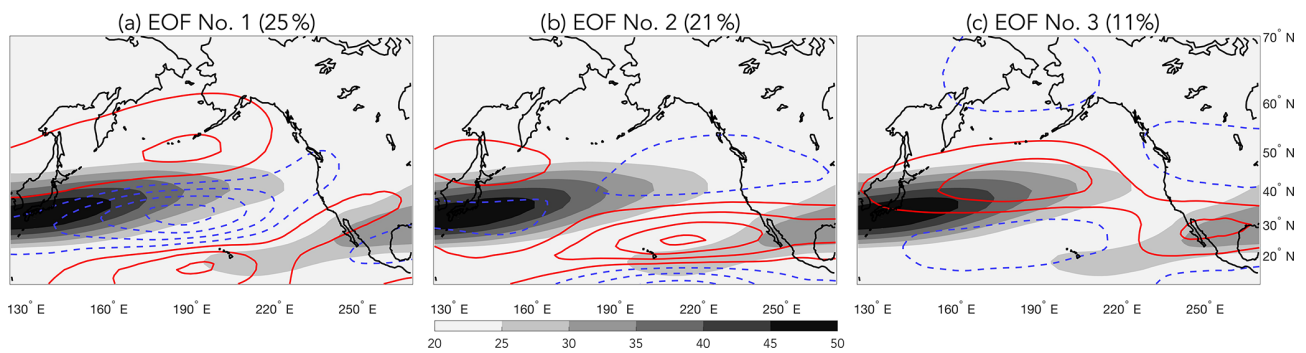 (a) EOF No. 1 (25%) (b) EOF No. 2 (21%) (c) EOF No. 3 (11%)
70° N
60° N
50° N
40° N
30° N
20° N
130° E 160° E 190° E 220° E 250° E 130° E 160° E 190° E 220° E 250° E 130° E 160° E 190° E 220° E 250° E
20 25 30 35 40 45 50